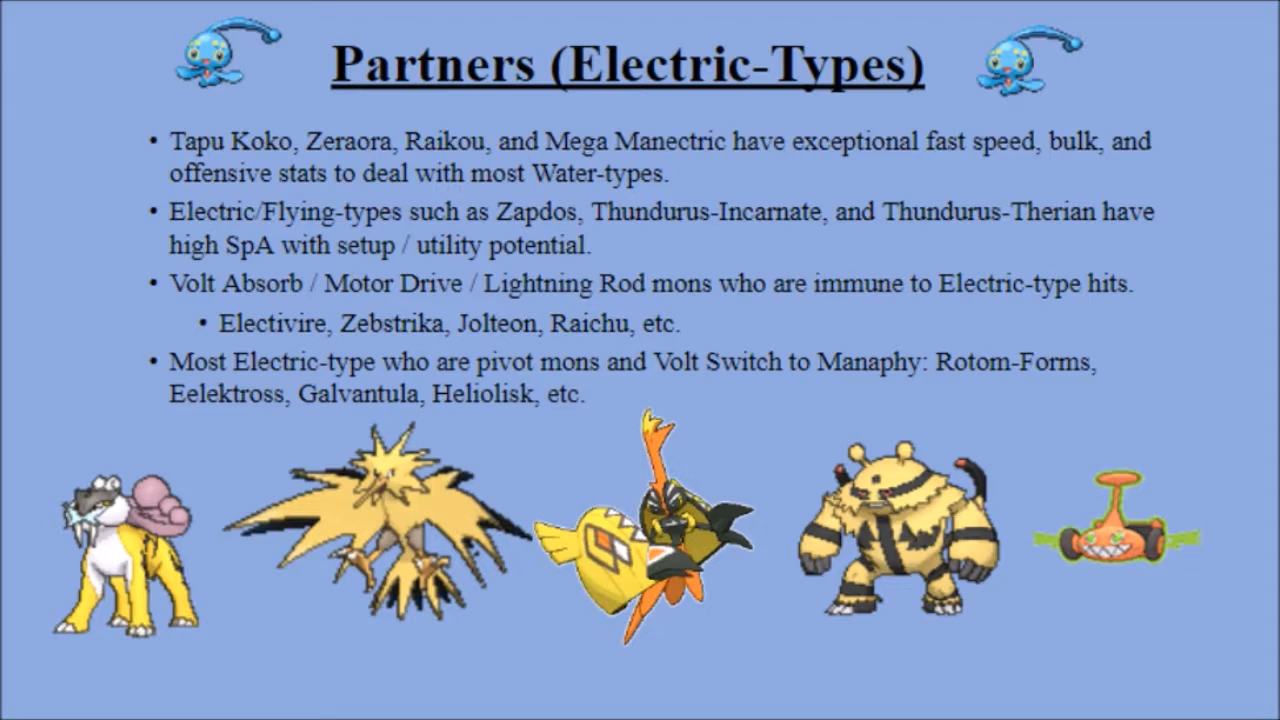 Partners (Electric-Types)
• Tapu Koko, Zeraora, Raikou, and Mega Manectric have exceptional fast speed, bulk, and
offensive stats to deal with most Water-types.
• Electric/Flying-types such as Zapdos, Thundurus-Incarnate, and Thundurus-Therian have
high SpA with setup / utility potential.
• Volt Absorb / Motor Drive / Lightning Rod mons who are immune to Electric-type hits.
• Electivire, Zebstrika, Jolteon, Raichu, etc.
• Most Electric-type who are pivot mons and Volt Switch to Manaphy: Rotom-Forms,
Eelektross, Galvantula, Heliolisk, etc.